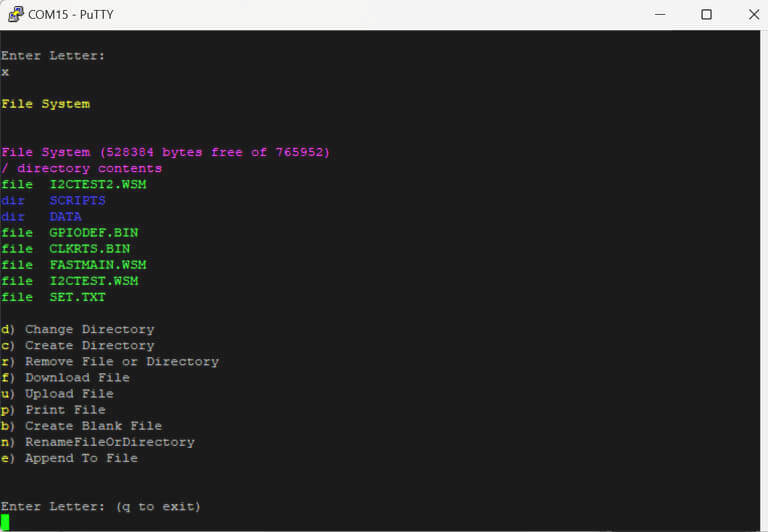 COM15 - PuTTY
Enter Letter:
x
File System
File System (528384 bytes free of 765952)
/ directory contents
file  I2CTEST2.WSM
dir   SCRIPTS
dir   DATA
file  GPIODEF.BIN
file  CLKRTS.BIN
file  FASTMAIN.WSM
file  I2CTEST.WSM
file  SET.TXT
d) Change Directory
c) Create Directory
r) Remove File or Directory
f) Download File
u) Upload File
p) Print File
b) Create Blank File
n) RenameFileOrDirectory
e) Append To File
Enter Letter: (q to exit)